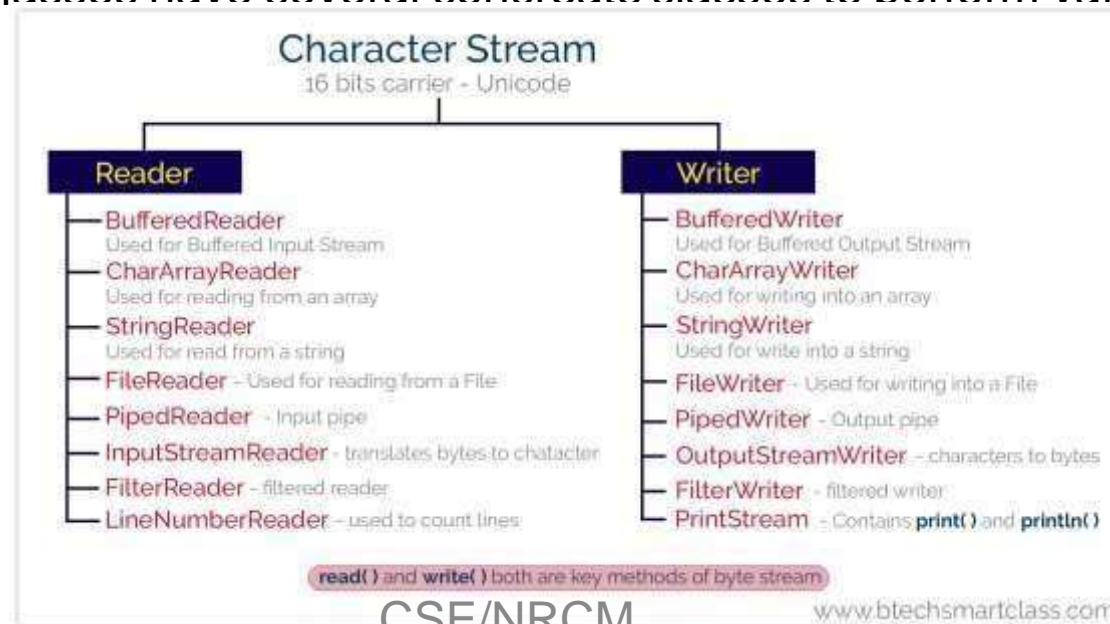 Character Stream
16 bits carrier - Unicode
Reader
BufferedReader
Used for Buffered Input Stream
CharArrayReader
Used for reading from an array
StringReader
Used for read from a string
FileReader - Used for reading from a File
PipedReader - Input pipe
InputStreamReader - translates bytes to chatacter
FilterReader - filtered reader
LineNumberReader - used to count lines
Writer
BufferedWriter
Used for Buffered Output Stream
CharArrayWriter
Used for writing into an array
StringWriter
Used for write into a string
FileWriter - Used for writing into a File
PipedWriter - Output pipe
OutputStreamWriter - characters to bytes
FilterWriter - filtered writer
PrintStream - Contains print( ) and println( )
read( ) and write( ) both are key methods of byte stream
CSE/NRCM
www.btechsmartclass.com